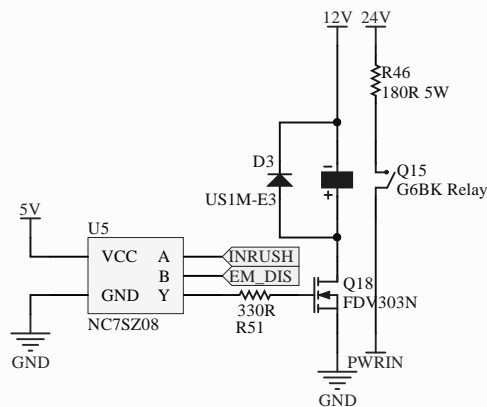 12V 24V
R46
180R 5W
D3
US1M-E3
−
+
Q15
G6BK Relay
5V
U5
VCC A INRUSH
B EM_DIS
GND Y
NC7SZ08
330R
R51
Q18
FDV303N
GND
GND
PWRIN